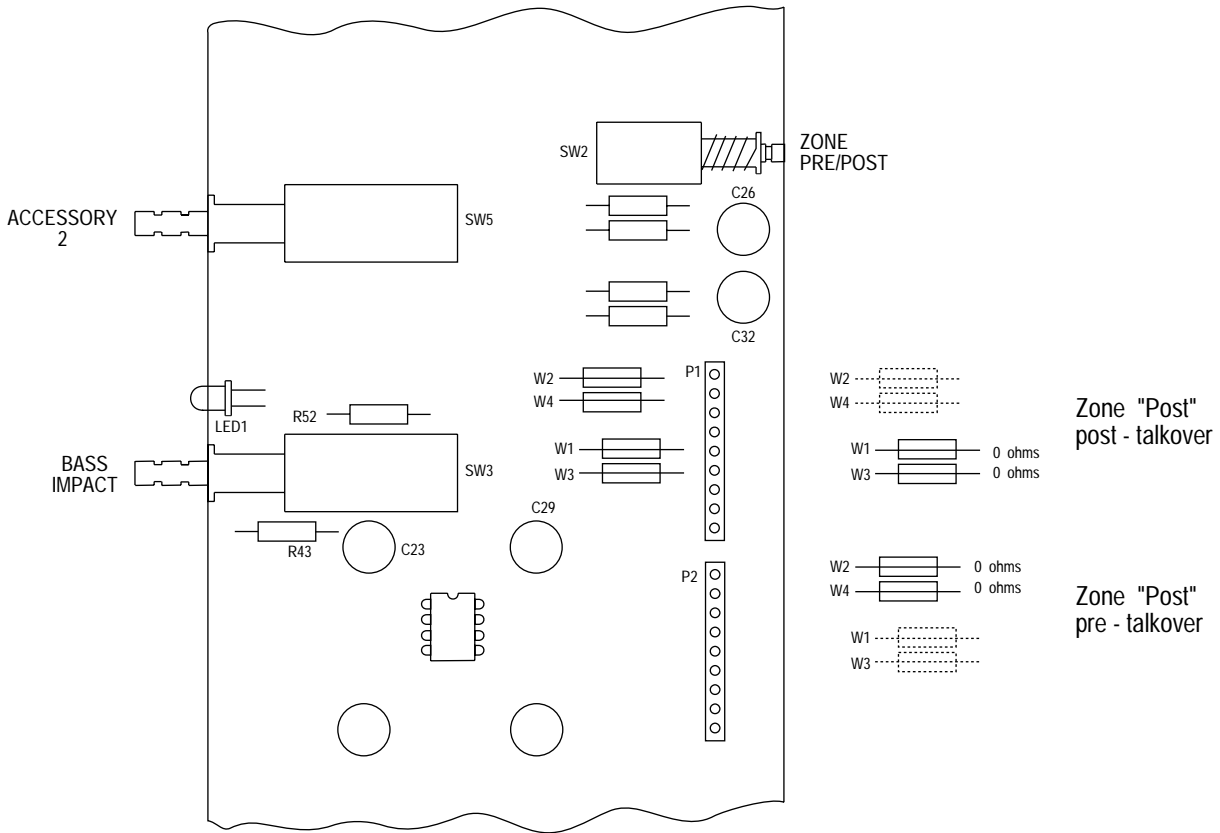 ZONE
PRE/POST
SW2
C26
ACCESSORY
2
SW5
C32
W2
W4
P1
W2
W4
Zone "Post"
post - talkover
LED1
R52
BASS
IMPACT
SW3
W1
W3
W1 0 ohms
W3 0 ohms
C29
R43
C23
P2
W2 0 ohms
W4 0 ohms
Zone "Post"
pre - talkover
W1
W3